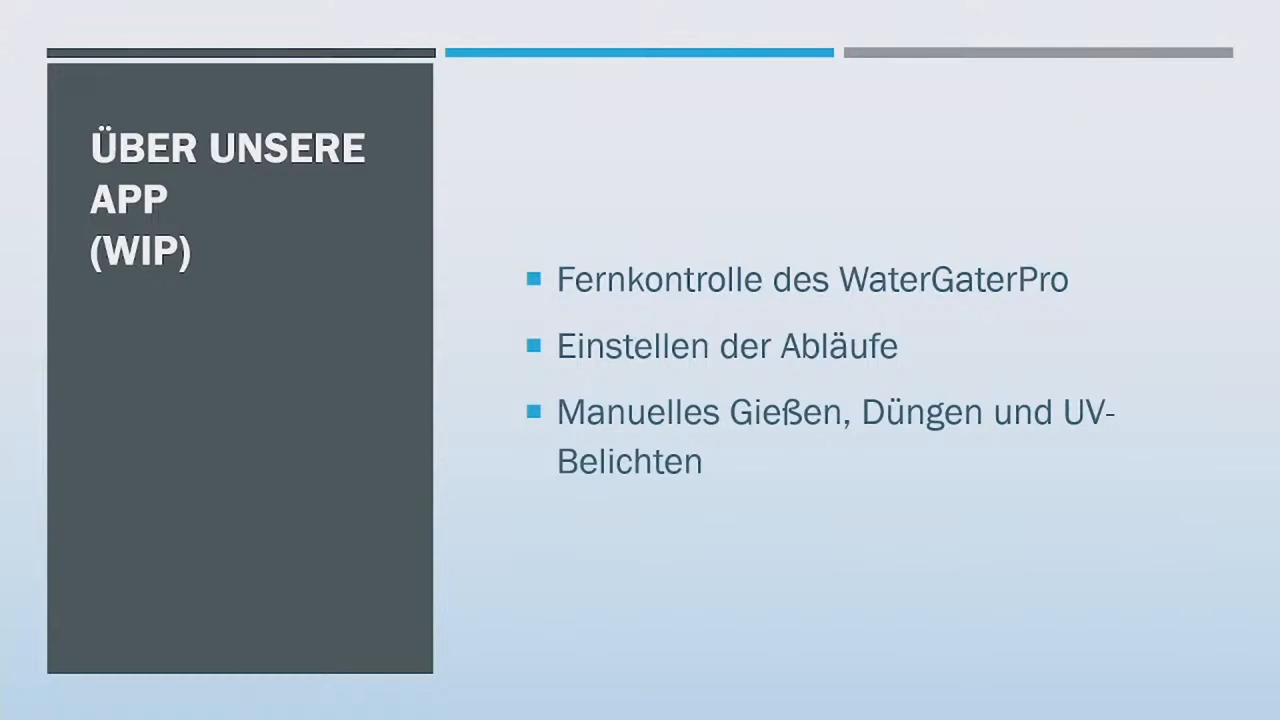 ÜBER UNSERE
APP
(WIP)
Fernkontrolle des WaterGaterPro
Einstellen der Abläufe
Manuelles Gießen, Düngen und UV-
Belichten